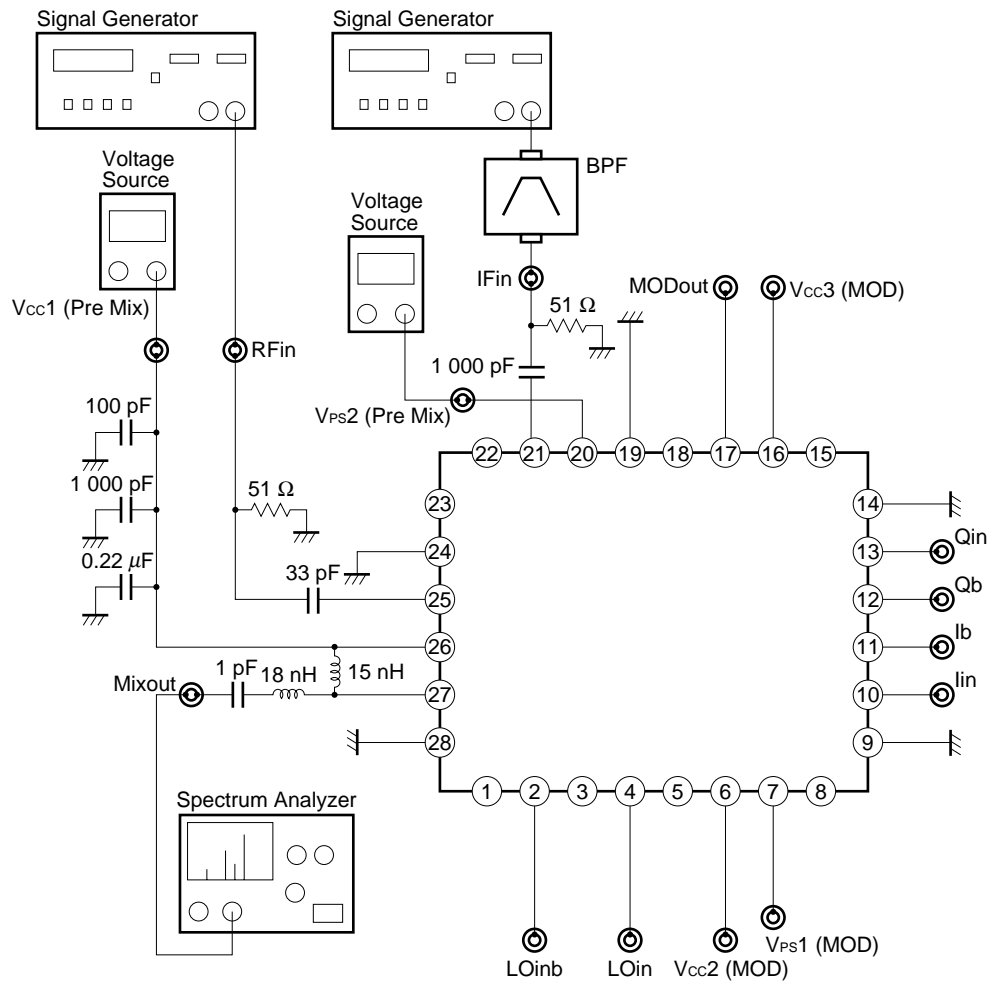 Signal Generator
Signal Generator
Voltage
Source
BPF
Voltage
Source
IFin
MODout
VCC3 (MOD)
VCC1 (Pre Mix)
51 Ω
RFin
1 000 pF
VPS2 (Pre Mix)
100 pF
22
21
20
19
18
17
16
15
1 000 pF
51 Ω
23
14
0.22 μF
24
13
Qin
33 pF
25
12
Qb
26
11
Ib
1 pF
18 nH
15 nH
Mixout
27
10
Iin
28
9
1
2
3
4
5
6
7
8
Spectrum Analyzer
VPS1 (MOD)
LOinb
LOin
VCC2 (MOD)